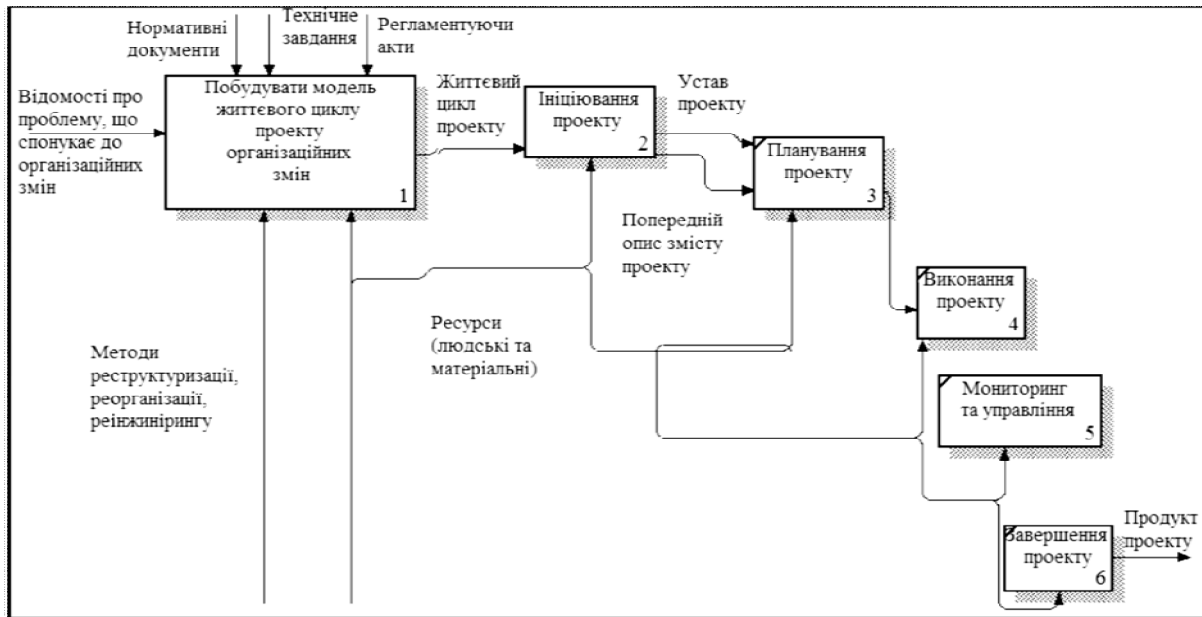 Нормативні
документи
Технічне
завдання
Регламентуючи
акти
Відомості про
проблему, що
спонукає до
організаційних
змін
Побудувати модель
життєвого циклу
проекту
організаційних
змін
1
Життєвий
цикл
проекту
Ініціювання
проекту
2
Устав
проекту
Планування
проекту
3
Попередній
опис змісту
проекту
Виконання
проекту
4
Ресурси
(людські та
матеріальні)
Методи
реструктуризації,
реорганізації,
реінжинірингу
Мониторинг
та управління
5
Завершення
проекту
6
Продукт
проекту